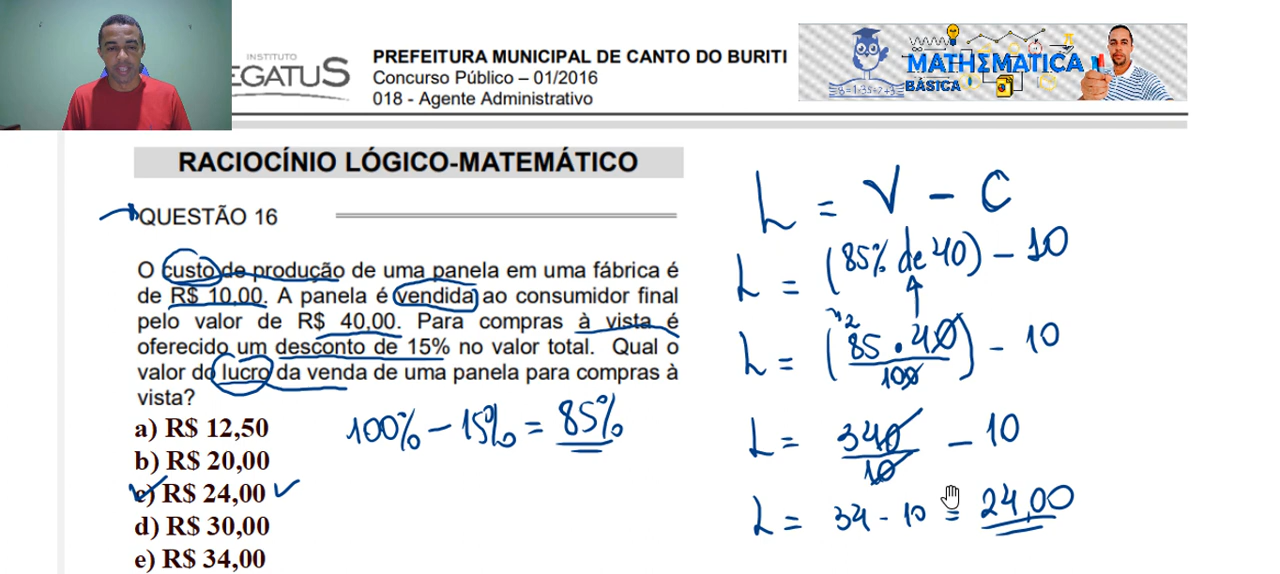 INSTITUTO
EGATUS
PREFEITURA MUNICIPAL DE CANTO DO BURITI
Concurso Público – 01/2016
018 - Agente Administrativo
MATHΣMATICA
BÁSICA
RACIOCÍNIO LÓGICO-MATEMÁTICO
QUESTÃO 16
O custo de produção de uma panela em uma fábrica é
de R$ 10,00. A panela é vendida ao consumidor final
pelo valor de R$ 40,00. Para compras à vista é
oferecido um desconto de 15% no valor total. Qual o
valor do lucro da venda de uma panela para compras à
vista?
a) R$ 12,50
b) R$ 20,00
c) R$ 24,00
d) R$ 30,00
e) R$ 34,00
100% - 15% = 85%
L = V - C
L = (85% de 40) - 10
L = (85 . 40 / 100) - 10
L = 340 / 10 - 10
L = 34 - 10 = 24,00